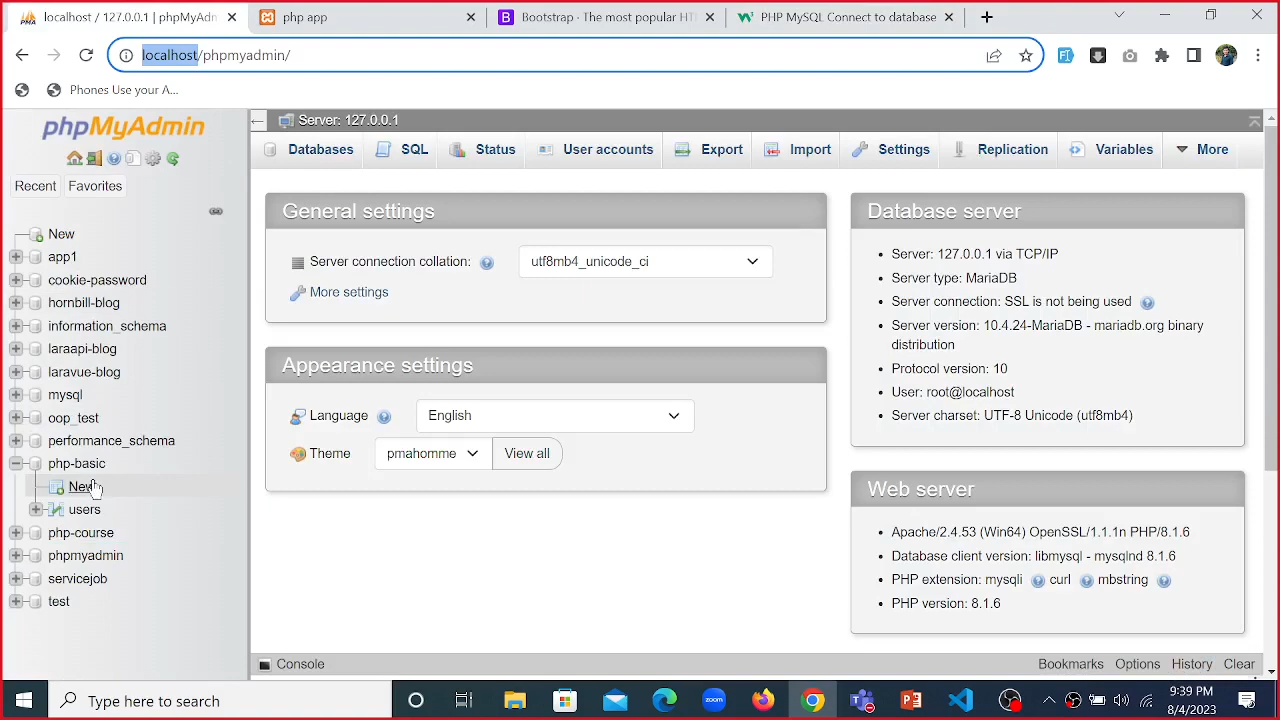 localhost / 127.0.0.1 | phpMyAdm
php app
Bootstrap · The most popular HT
PHP MySQL Connect to database
localhost/phpmyadmin/
Phones Use your A...
phpMyAdmin
Recent
Favorites
New
app1
cookie-password
hornbill-blog
information_schema
laraapi-blog
laravue-blog
mysql
oop_test
performance_schema
php-basic
New
users
php-course
phpmyadmin
servicejob
test
Server: 127.0.0.1
Databases
SQL
Status
User accounts
Export
Import
Settings
Replication
Variables
More
General settings
Server connection collation:
utf8mb4_unicode_ci
More settings
Appearance settings
Language
English
Theme
pmahomme
View all
Database server
Server: 127.0.0.1 via TCP/IP
Server type: MariaDB
Server connection: SSL is not being used
Server version: 10.4.24-MariaDB - mariadb.org binary
distribution
Protocol version: 10
User: root@localhost
Server charset: UTF-8 Unicode (utf8mb4)
Web server
Apache/2.4.53 (Win64) OpenSSL/1.1.1n PHP/8.1.6
Database client version: libmysql - mysqlnd 8.1.6
PHP extension: mysqli curl mbstring
PHP version: 8.1.6
Console
Bookmarks
Options
History
Clear
Type here to search
zoom
9:39 PM
8/4/2023